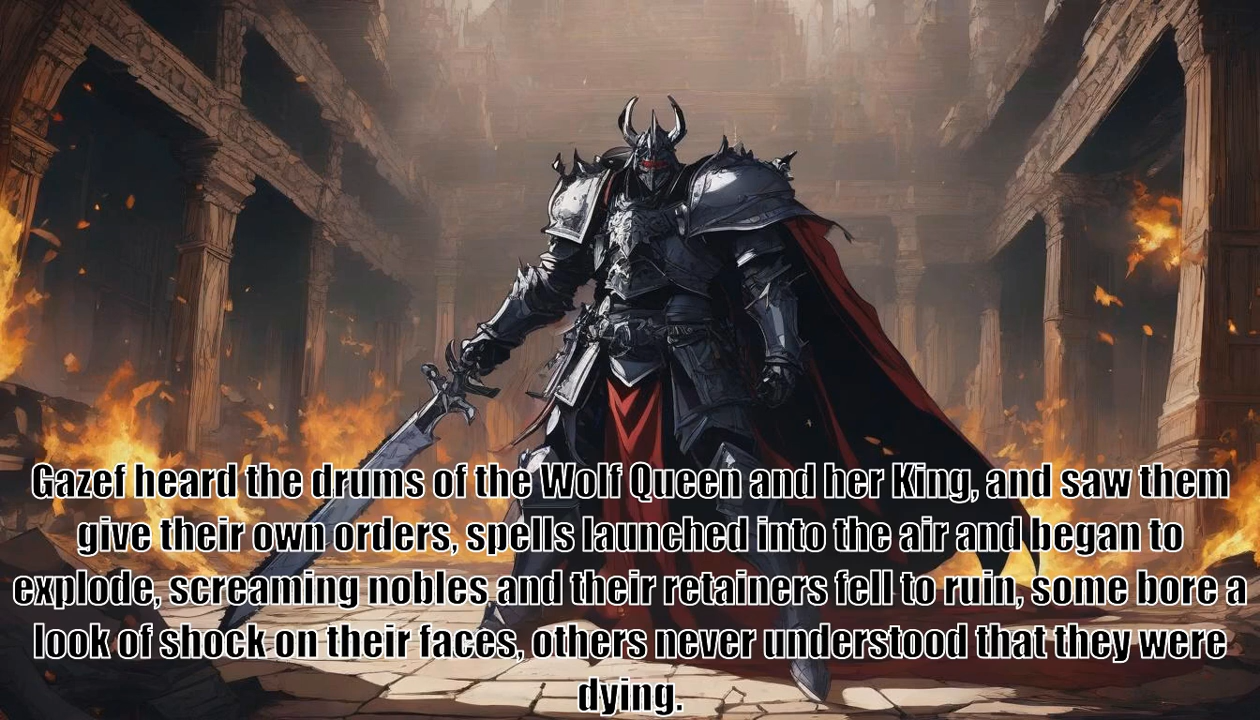 Gazef heard the drums of the Wolf Queen and her King, and saw them
give their own orders, spells launched into the air and began to
explode, screaming nobles and their retainers fell to ruin, some bore a
look of shock on their faces, others never understood that they were
dying.